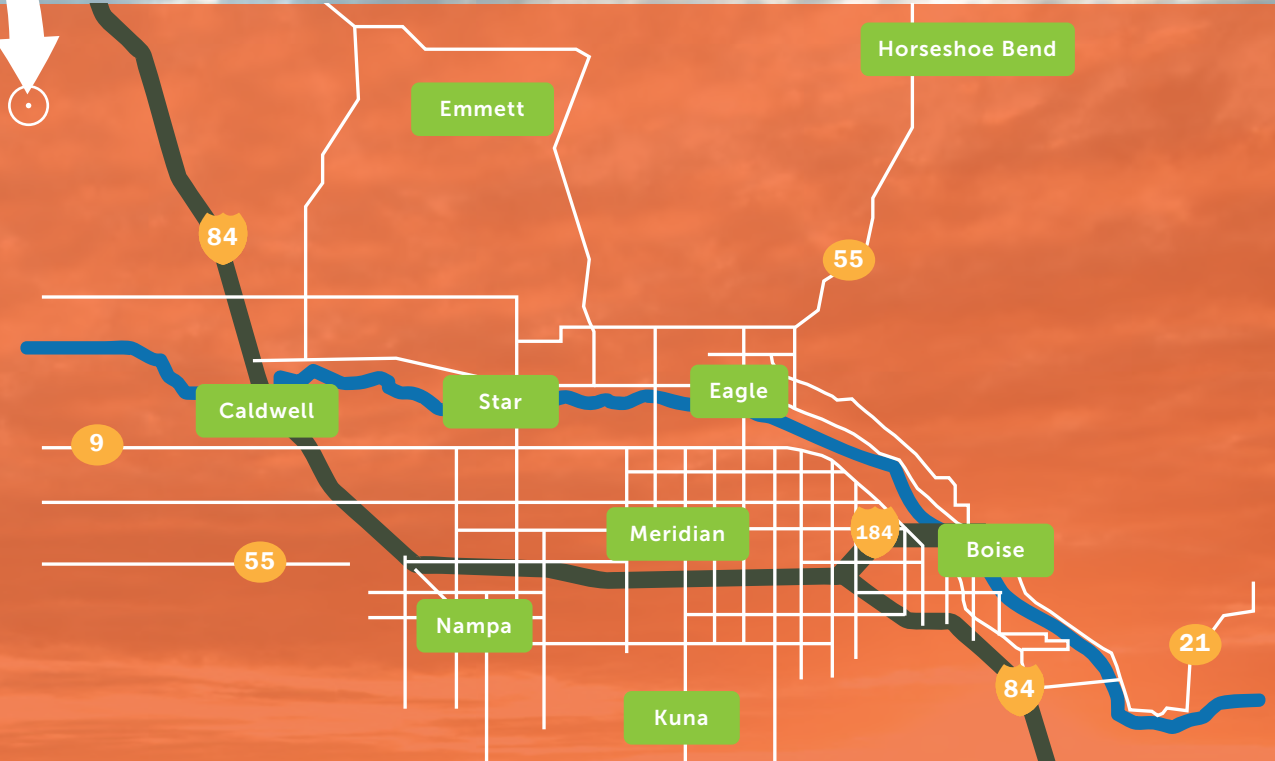 Horseshoe Bend
Emmett
84
55
Eagle
Star
Caldwell
9
Meridian
184
Boise
55
Nampa
21
84
Kuna